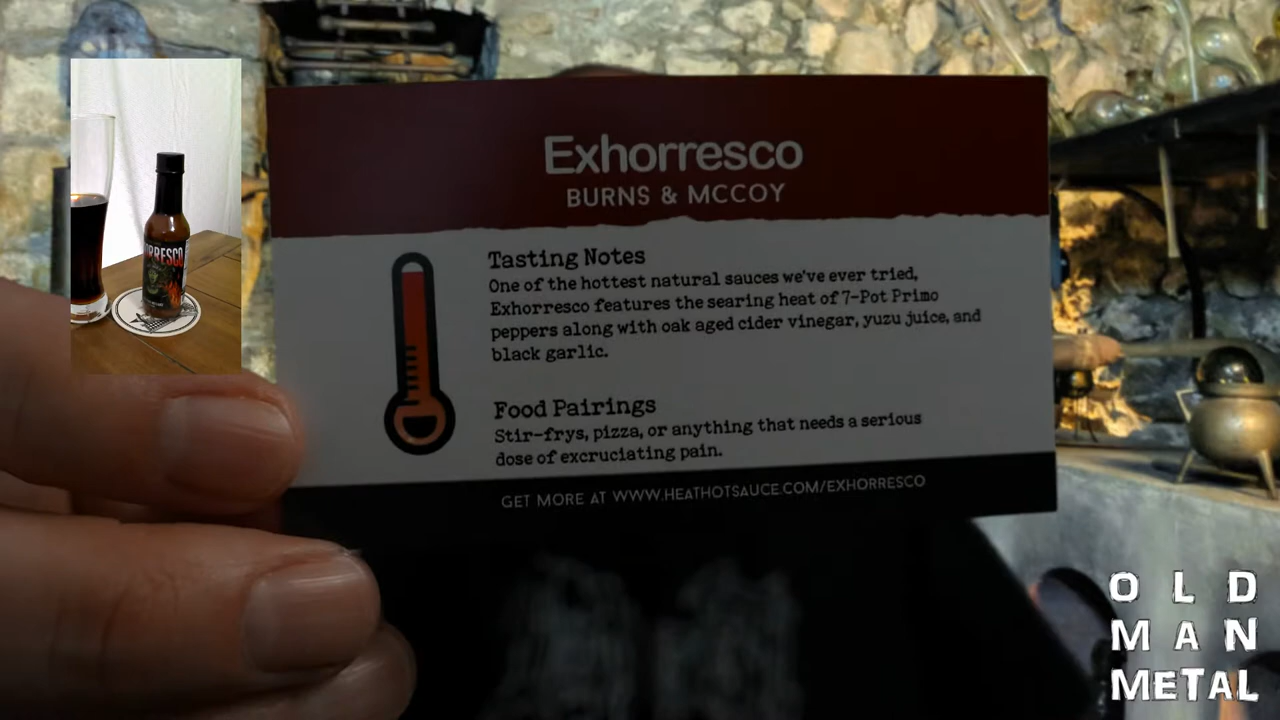 Exhorresco
BURNS & MCCOY
Tasting Notes
One of the hottest natural sauces we've ever tried,
Exhorresco features the searing heat of 7-Pot Primo
peppers along with oak aged cider vinegar, yuzu juice, and
black garlic.
Food Pairings
Stir-frys, pizza, or anything that needs a serious
dose of excruciating pain.
GET MORE AT WWW.HEATHOTSAUCE.COM/EXHORRESCO
RRESCO
OLD
MAN
METAL